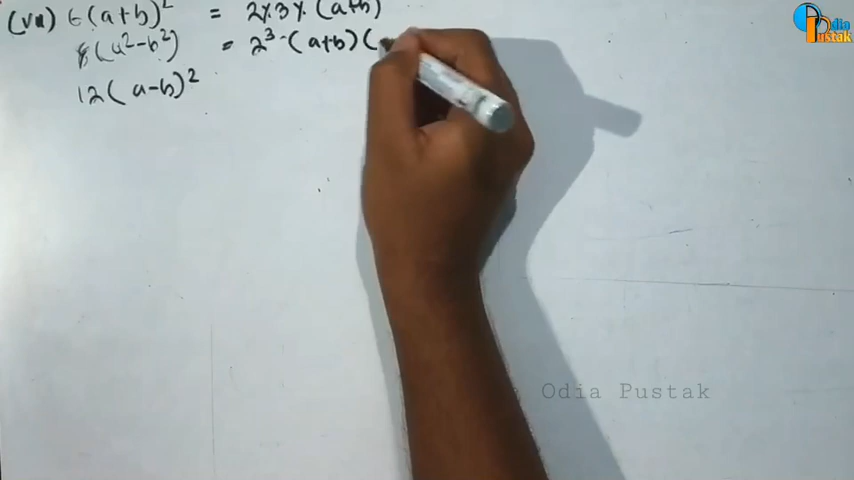 (vii) 6(a+b)² = 2×3×(a+b)
8(a²-b²) = 2³·(a+b)(
12(a-b)²
Odia Pustak
Odia Pustak